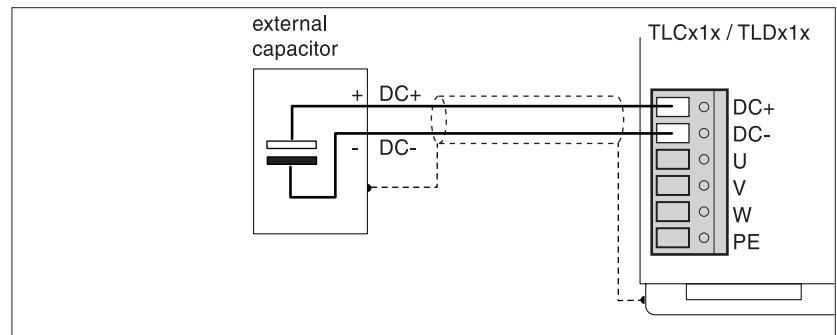 external
capacitor
TLCx1x / TLDx1x
+ DC+
- DC-
DC+
DC-
U
V
W
PE